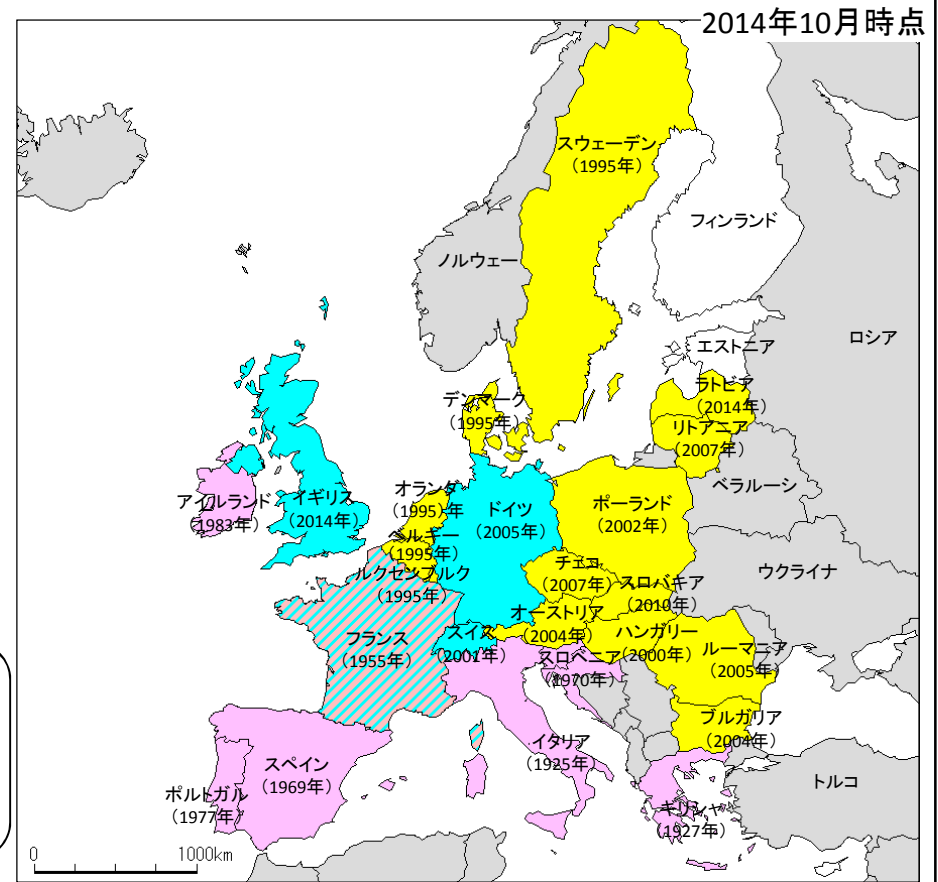 2014年10月時点
スウェーデン
（1995年）
フィンランド
ノルウェー
ロシア
エストニア
ラトビア
（2014年）
デンマーク
（1995年）
リトアニア
（2007年）
ベラルーシ
アイルランド
（1983年）
イギリス
（2014年）
オランダ
（1995）年
ドイツ
（2005年）
ポーランド
（2002年）
ベルギー
（1995年）
チェコ
（2007年）
ウクライナ
ルクセンブルク
（1995年）
スロバキア
（2010年）
オーストリア
（2004年）
フランス
（1955年）
スイス
（2001年）
スロベニア
（1970年）
ハンガリー
（2000年）
ルーマニア
（2005年）
ブルガリア
（2004年）
イタリア
（1925年）
スペイン
（1969年）
ポルトガル
（1977年）
トルコ
ギリシャ
（1927年）
0
1000km